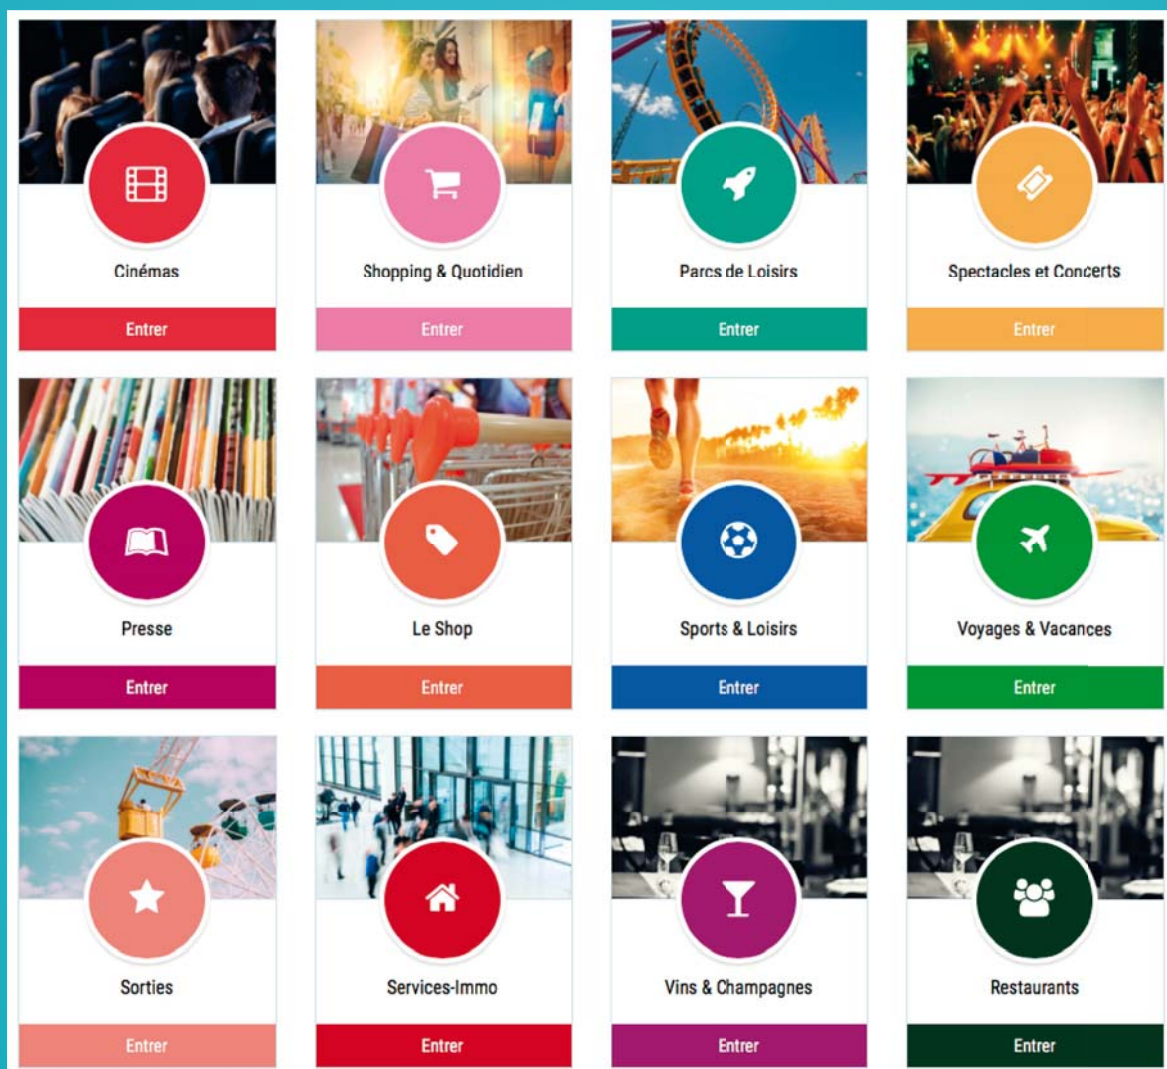 Cinémas
Shopping & Quotidien
Parcs de Loisirs
Spectacles et Concerts
Entrer
Entrer
Entrer
Entrer
Presse
Le Shop
Sports & Loisirs
Voyages & Vacances
Entrer
Entrer
Entrer
Entrer
Sorties
Services-Immo
Vins & Champagnes
Restaurants
Entrer
Entrer
Entrer
Entrer